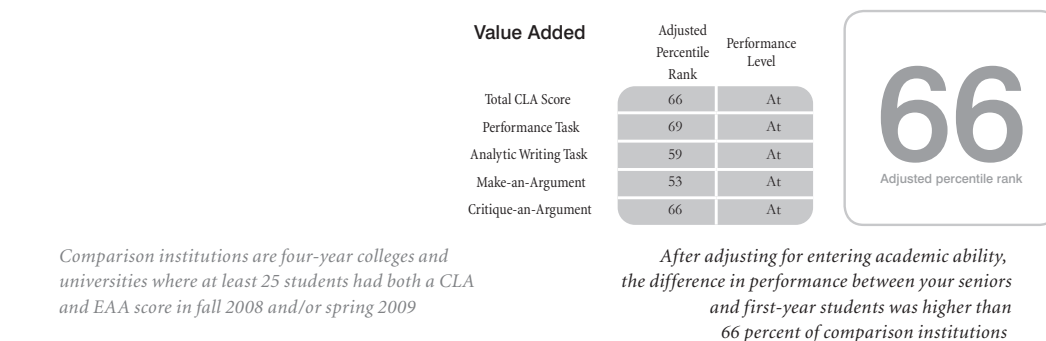 Value Added
Adjusted
Percentile
Rank
Performance
Level
Total CLA Score 66 At
Performance Task 69 At
Analytic Writing Task 59 At
Make-an-Argument 53 At
Critique-an-Argument 66 At
66
Adjusted percentile rank
Comparison institutions are four-year colleges and
universities where at least 25 students had both a CLA
and EAA score in fall 2008 and/or spring 2009
After adjusting for entering academic ability,
the difference in performance between your seniors
and first-year students was higher than
66 percent of comparison institutions